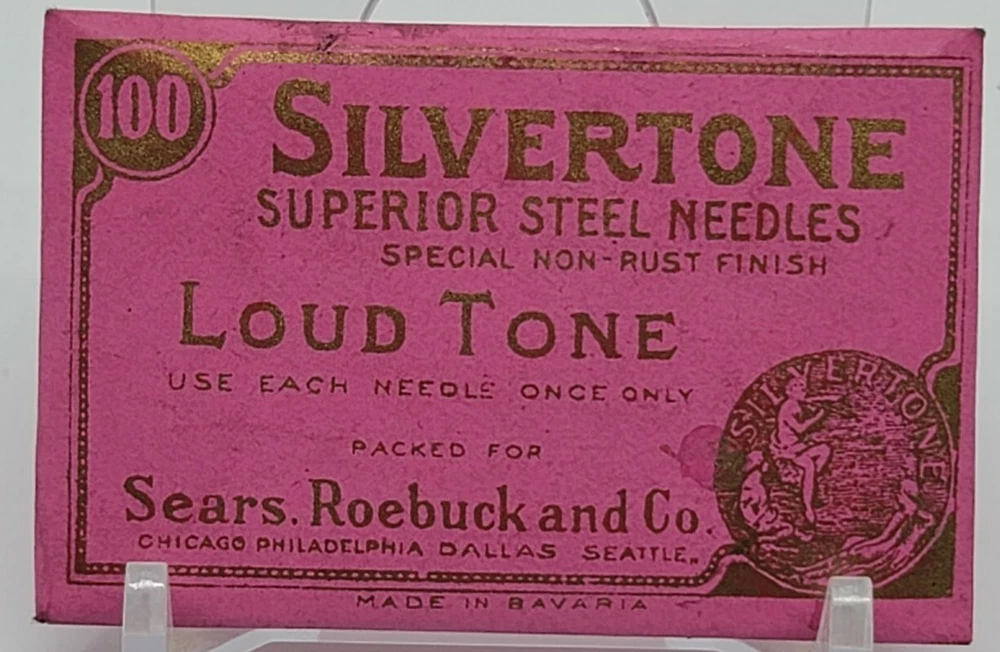 100
SILVERTONE
SUPERIOR STEEL NEEDLES
SPECIAL NON-RUST FINISH
LOUD TONE
USE EACH NEEDLE ONCE ONLY
PACKED FOR
Sears. Roebuck and Co.
CHICAGO PHILADELPHIA DALLAS SEATTLE.
SILVERTONE
MADE IN BAVARIA